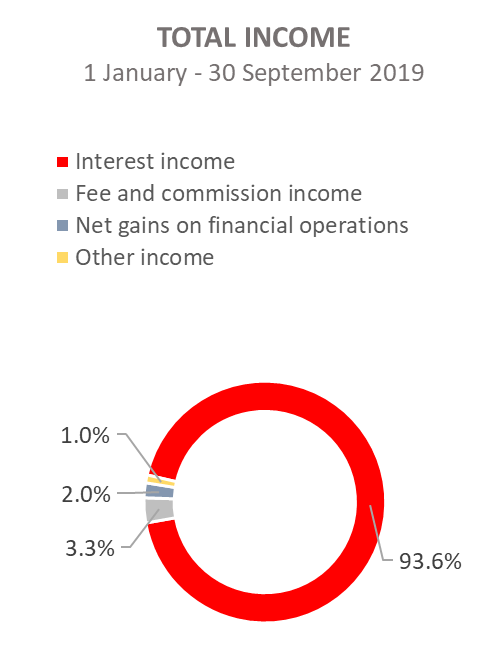 TOTAL INCOME
1 January - 30 September 2019
Interest income
Fee and commission income
Net gains on financial operations
Other income
1.0%
2.0%
3.3%
93.6%